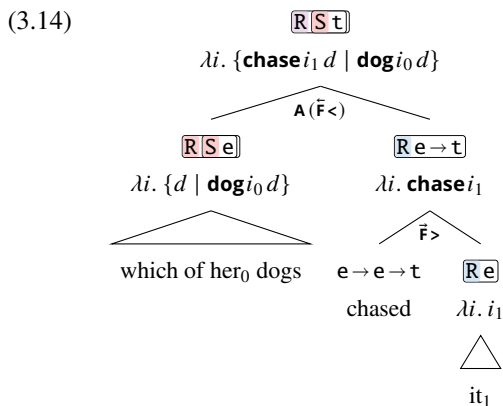 (3.14)
R S t
λi. {chase i₁ d | dog i₀ d}
A (F⃖ <)
R S e
R e → t
λi. {d | dog i₀ d}
λi. chase i₁
F⃗ >
which of her₀ dogs
e → e → t
R e
chased
λi. i₁
it₁